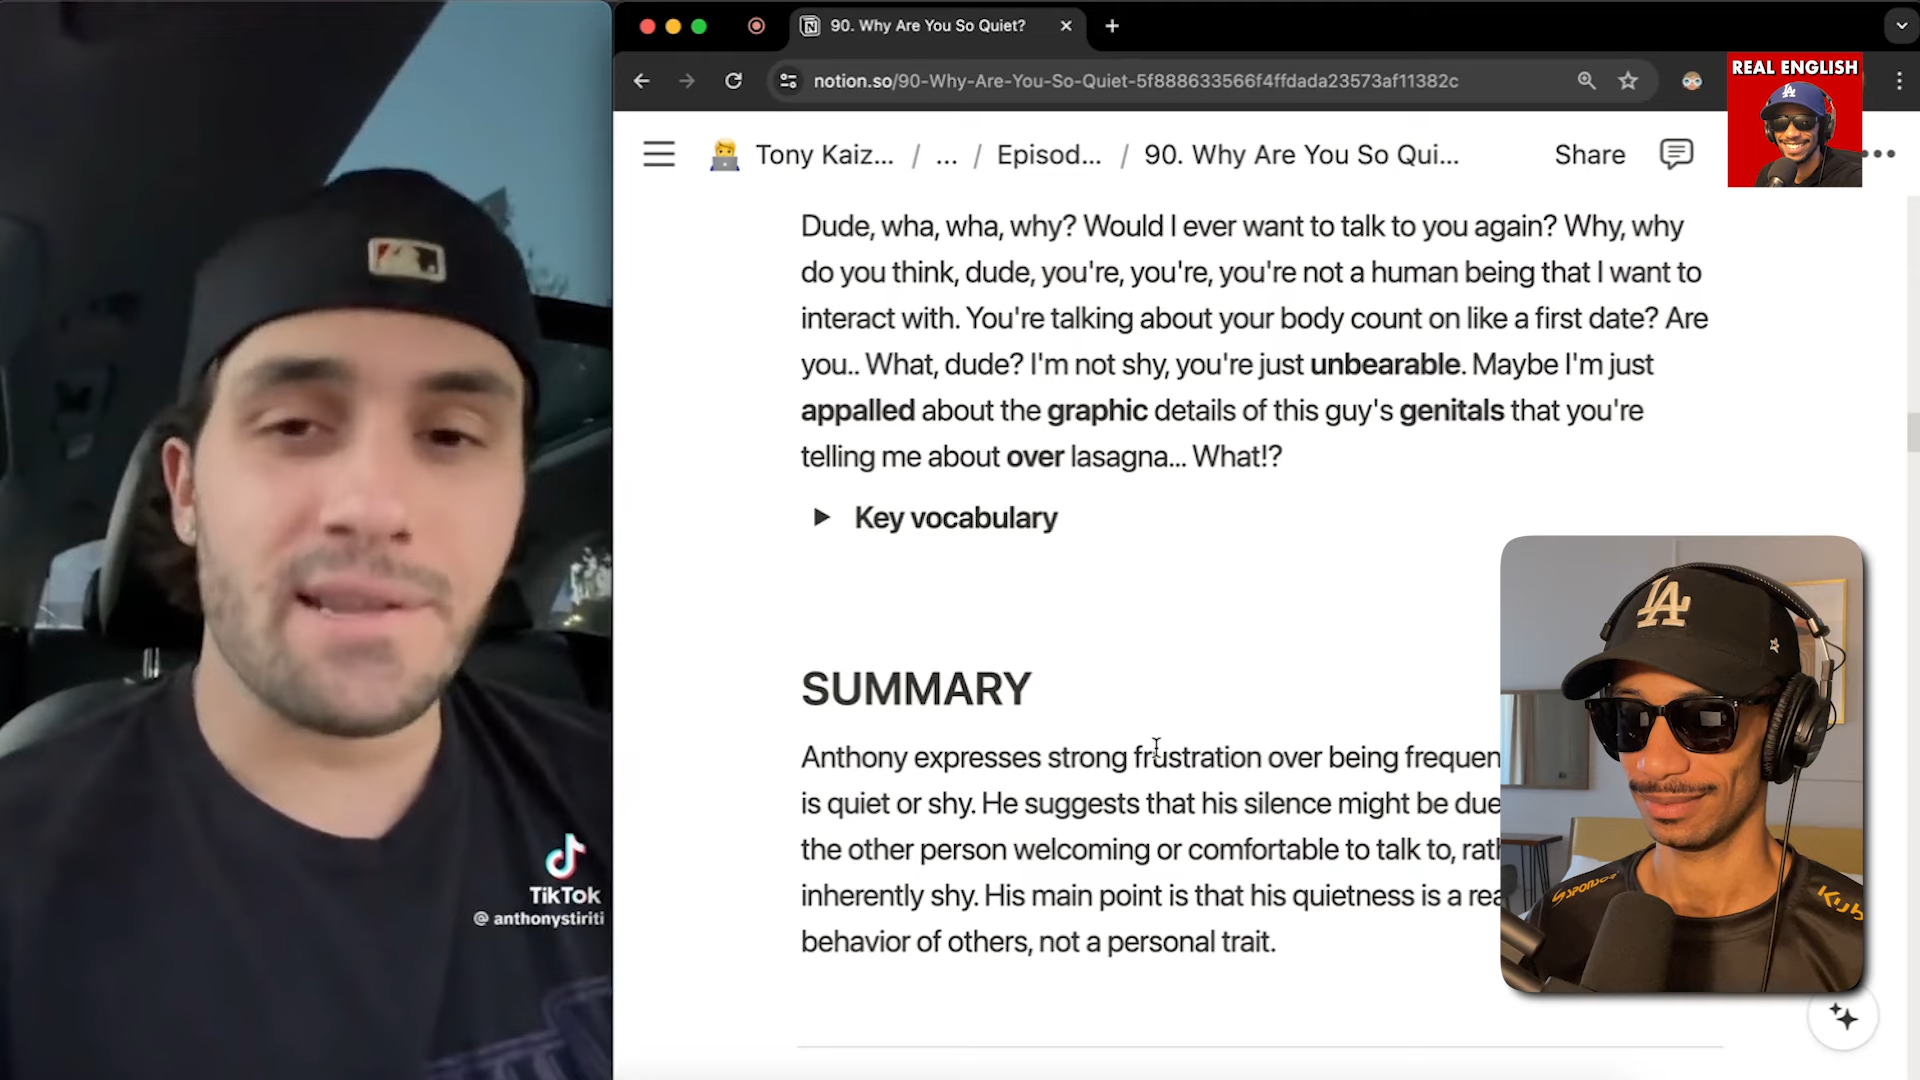 90. Why Are You So Quiet?
notion.so/90-Why-Are-You-So-Quiet-5f888633566f4ffdada23573af11382c
REAL ENGLISH
Tony Kaiz... / ... / Episod... / 90. Why Are You So Qui...
Share
Dude, wha, wha, why? Would I ever want to talk to you again? Why, why
do you think, dude, you're, you're, you're not a human being that I want to
interact with. You're talking about your body count on like a first date? Are
you.. What, dude? I'm not shy, you're just unbearable. Maybe I'm just
appalled about the graphic details of this guy's genitals that you're
telling me about over lasagna... What!?
Key vocabulary
SUMMARY
Anthony expresses strong frustration over being frequen
is quiet or shy. He suggests that his silence might be due
the other person welcoming or comfortable to talk to, rath
inherently shy. His main point is that his quietness is a rea
behavior of others, not a personal trait.
LA
SPONSOR
TikTok
@ anthonystiriti